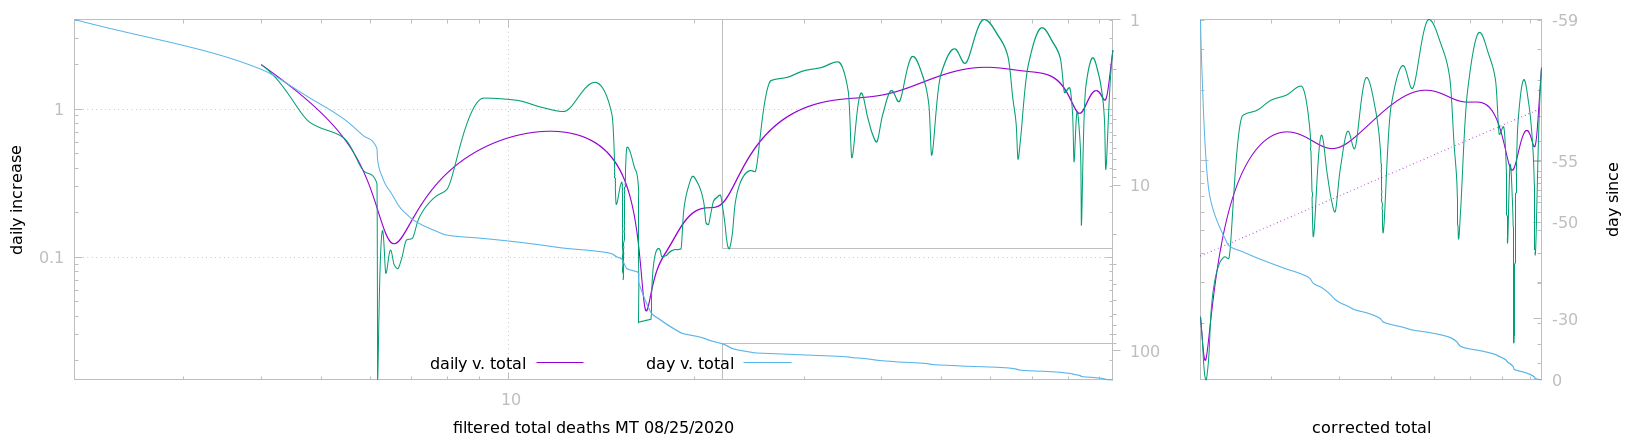 daily increase
1
0.1
10
1
10
100
daily v. total
day v. total
filtered total deaths MT 08/25/2020
-59
-55
-50
-30
0
day since
corrected total